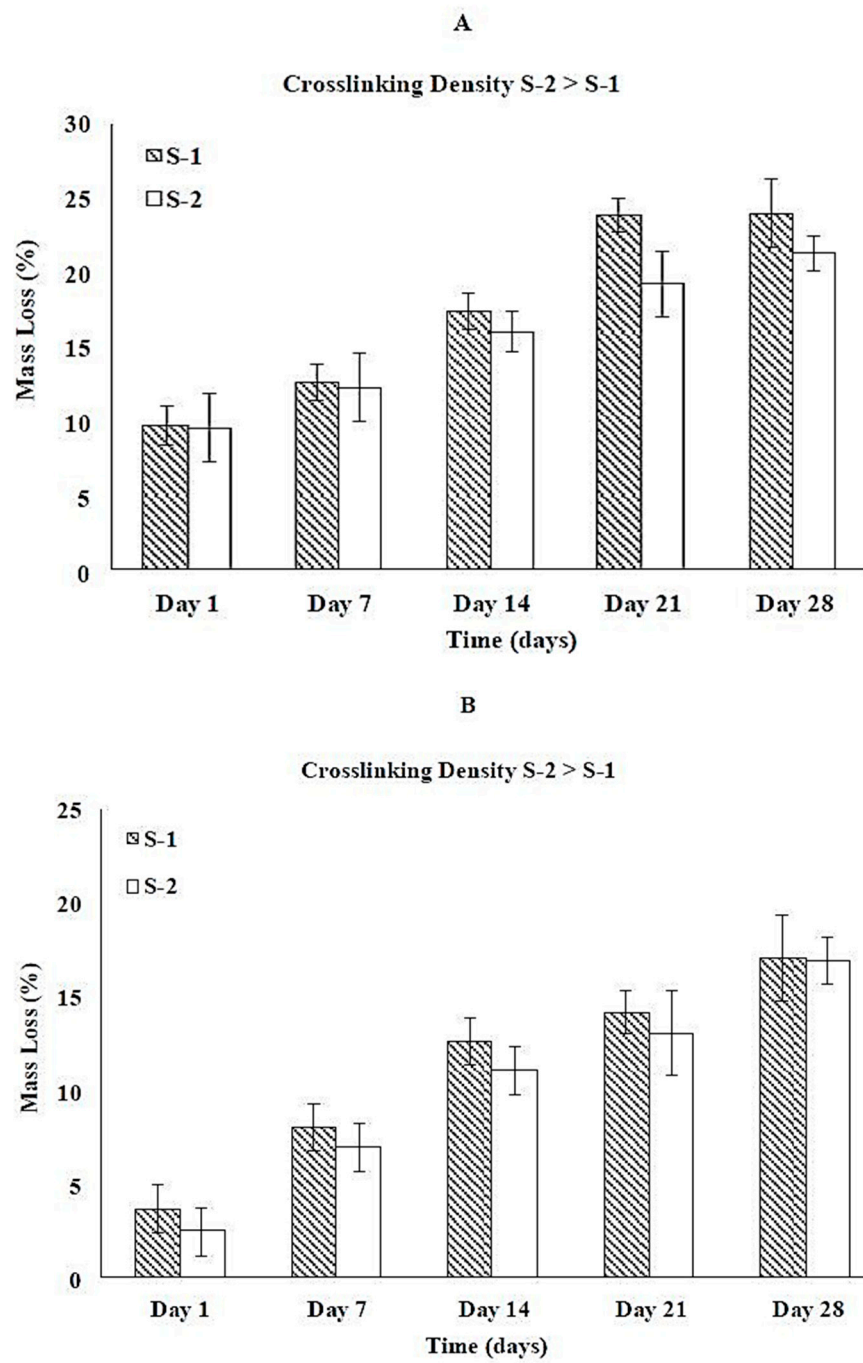 A
Crosslinking Density S-2 > S-1
30
25
20
15
10
5
0
Mass Loss (%)
S-1
S-2
Day 1 Day 7 Day 14 Day 21 Day 28
Time (days)
B
Crosslinking Density S-2 > S-1
25
20
15
10
5
0
Mass Loss (%)
S-1
S-2
Day 1 Day 7 Day 14 Day 21 Day 28
Time (days)